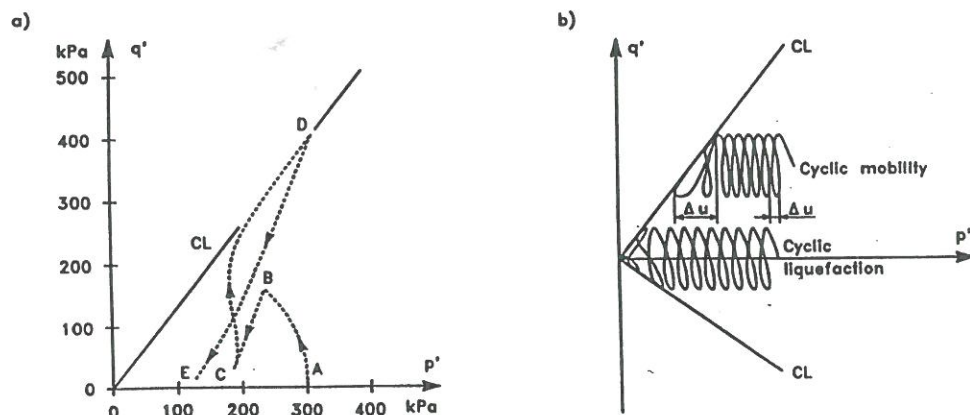 a)
kPa
q'
500
400
300
200
100
0
D
CL
B
E
C
A
p'
0
100
200
300
400
kPa
b)
q'
CL
Cyclic mobility
Δu
Δu
p'
Cyclic
liquefaction
CL